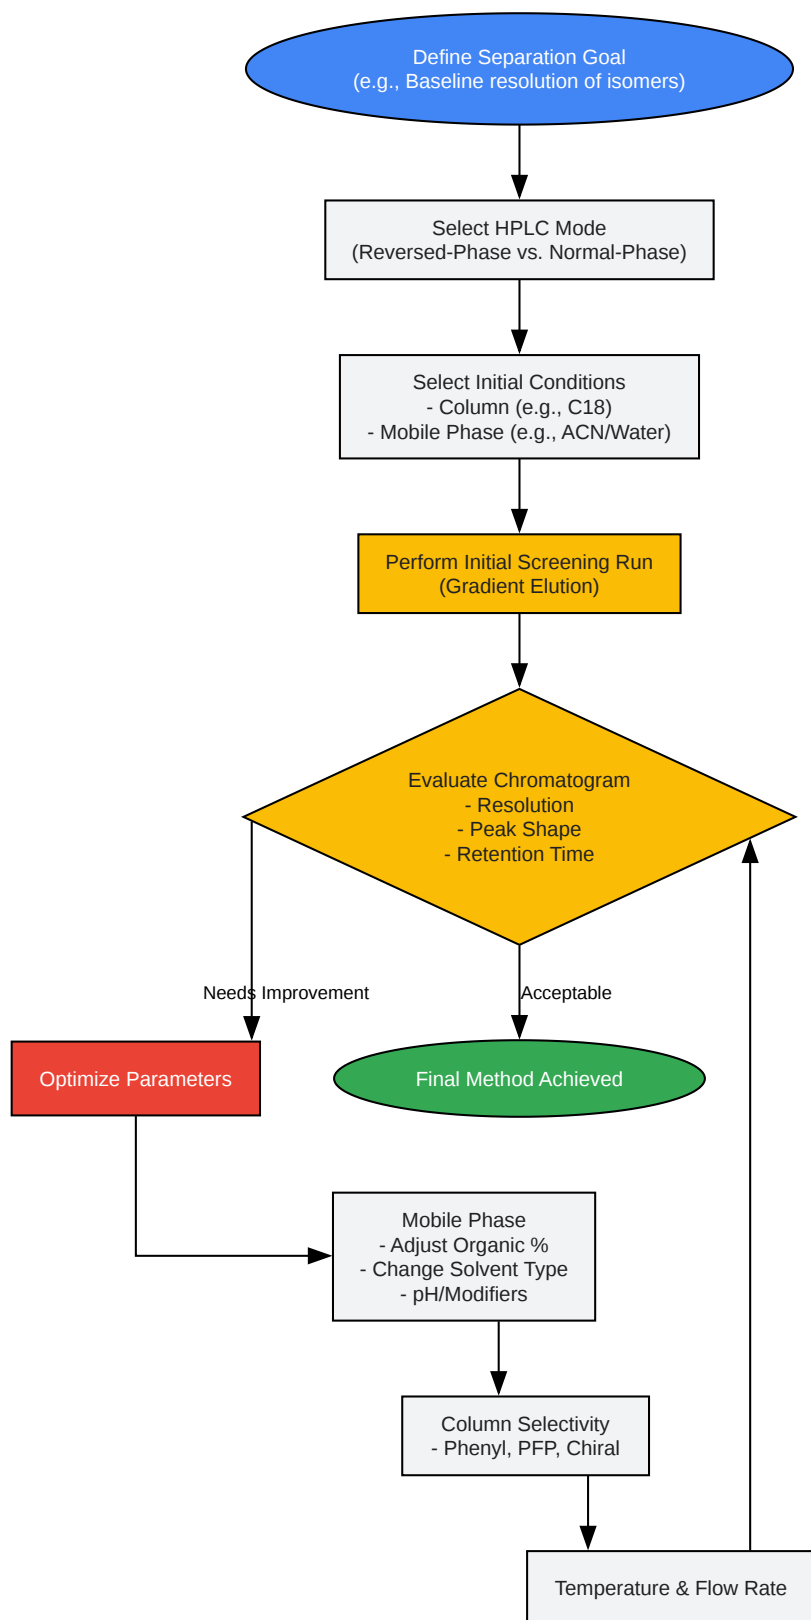 Define Separation Goal
(e.g., Baseline resolution of isomers)
Select HPLC Mode
(Reversed-Phase vs. Normal-Phase)
Select Initial Conditions
- Column (e.g., C18)
- Mobile Phase (e.g., ACN/Water)
Perform Initial Screening Run
(Gradient Elution)
Evaluate Chromatogram
- Resolution
- Peak Shape
- Retention Time
Needs Improvement
Acceptable
Optimize Parameters
Final Method Achieved
Mobile Phase
- Adjust Organic %
- Change Solvent Type
- pH/Modifiers
Column Selectivity
- Phenyl, PFP, Chiral
Temperature & Flow Rate